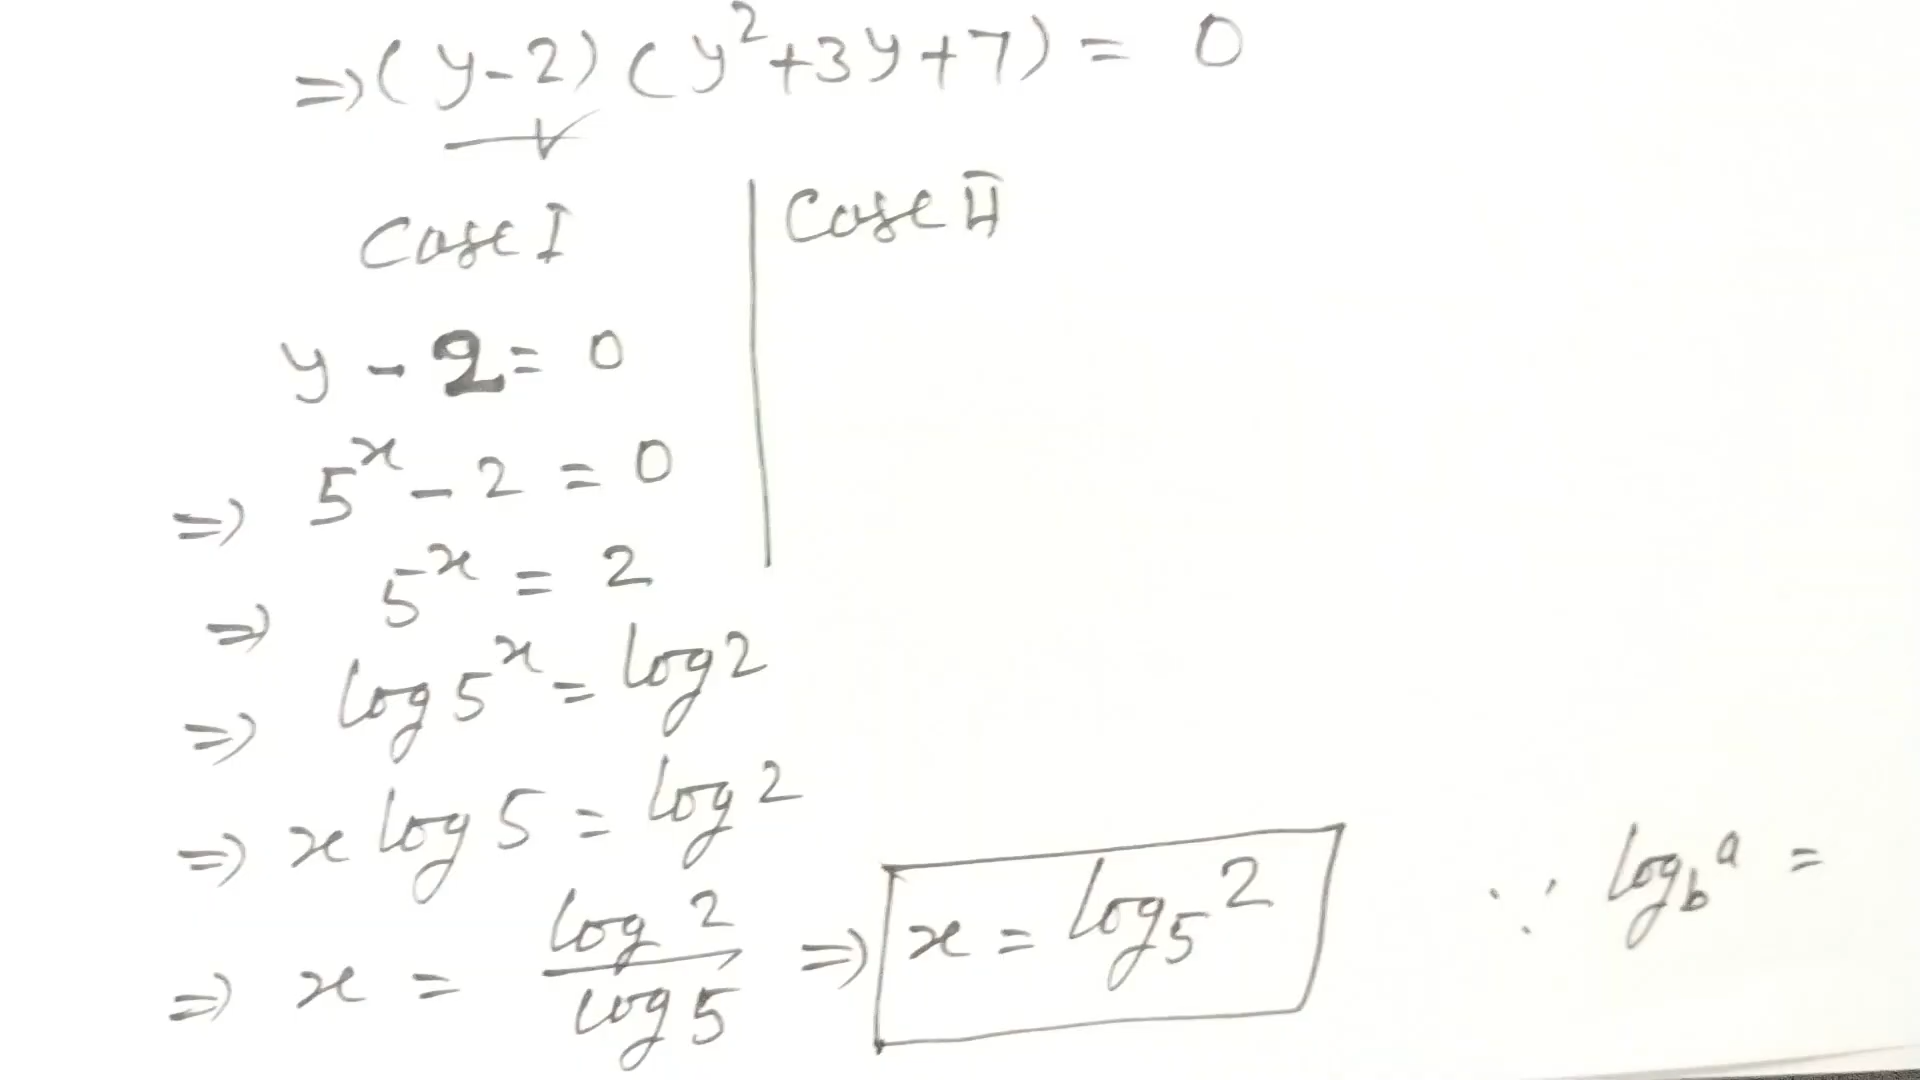 ⇒ (y-2) (y²+3y+7) = 0
Case I
Case II
y - 2 = 0
⇒ 5ˣ - 2 = 0
⇒ 5ˣ = 2
⇒ log 5ˣ = log 2
⇒ x log 5 = log 2
⇒ x = log 2 / log 5 ⇒ x = log₅ 2 ∵ log_b a =